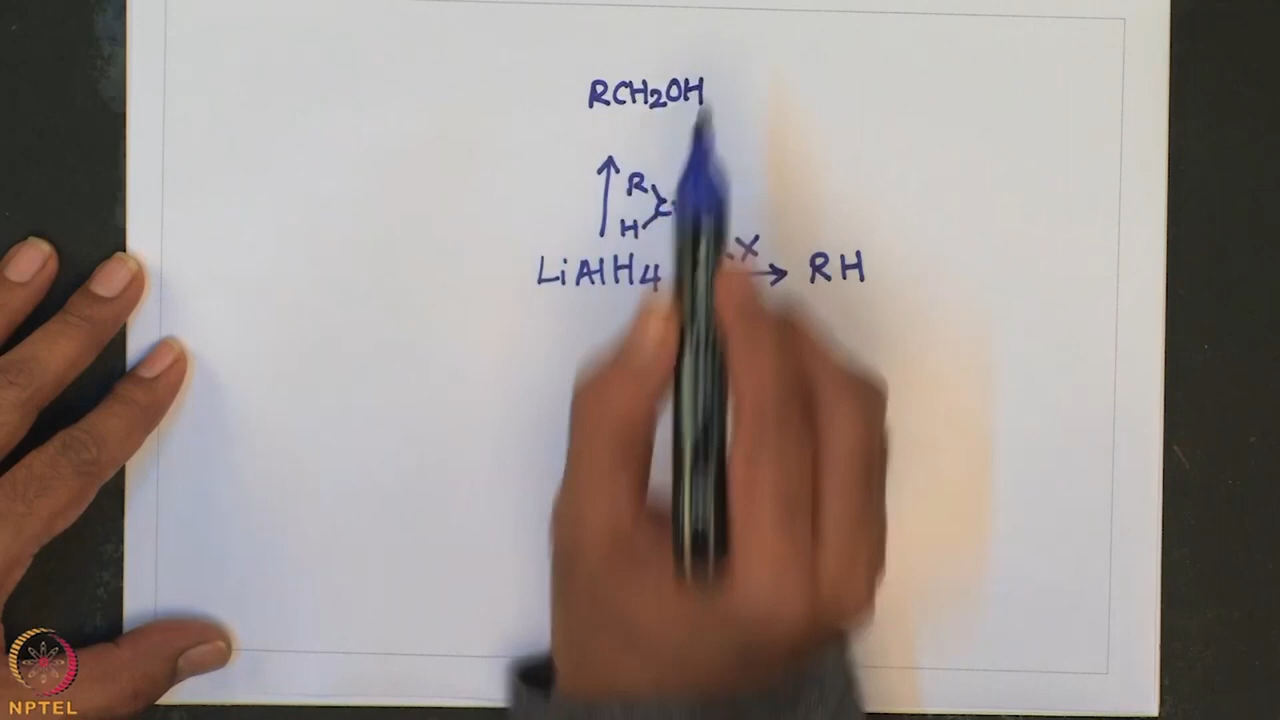 RCH2OH
↑ R
C
H X
LiAlH4 → RH
NPTEL